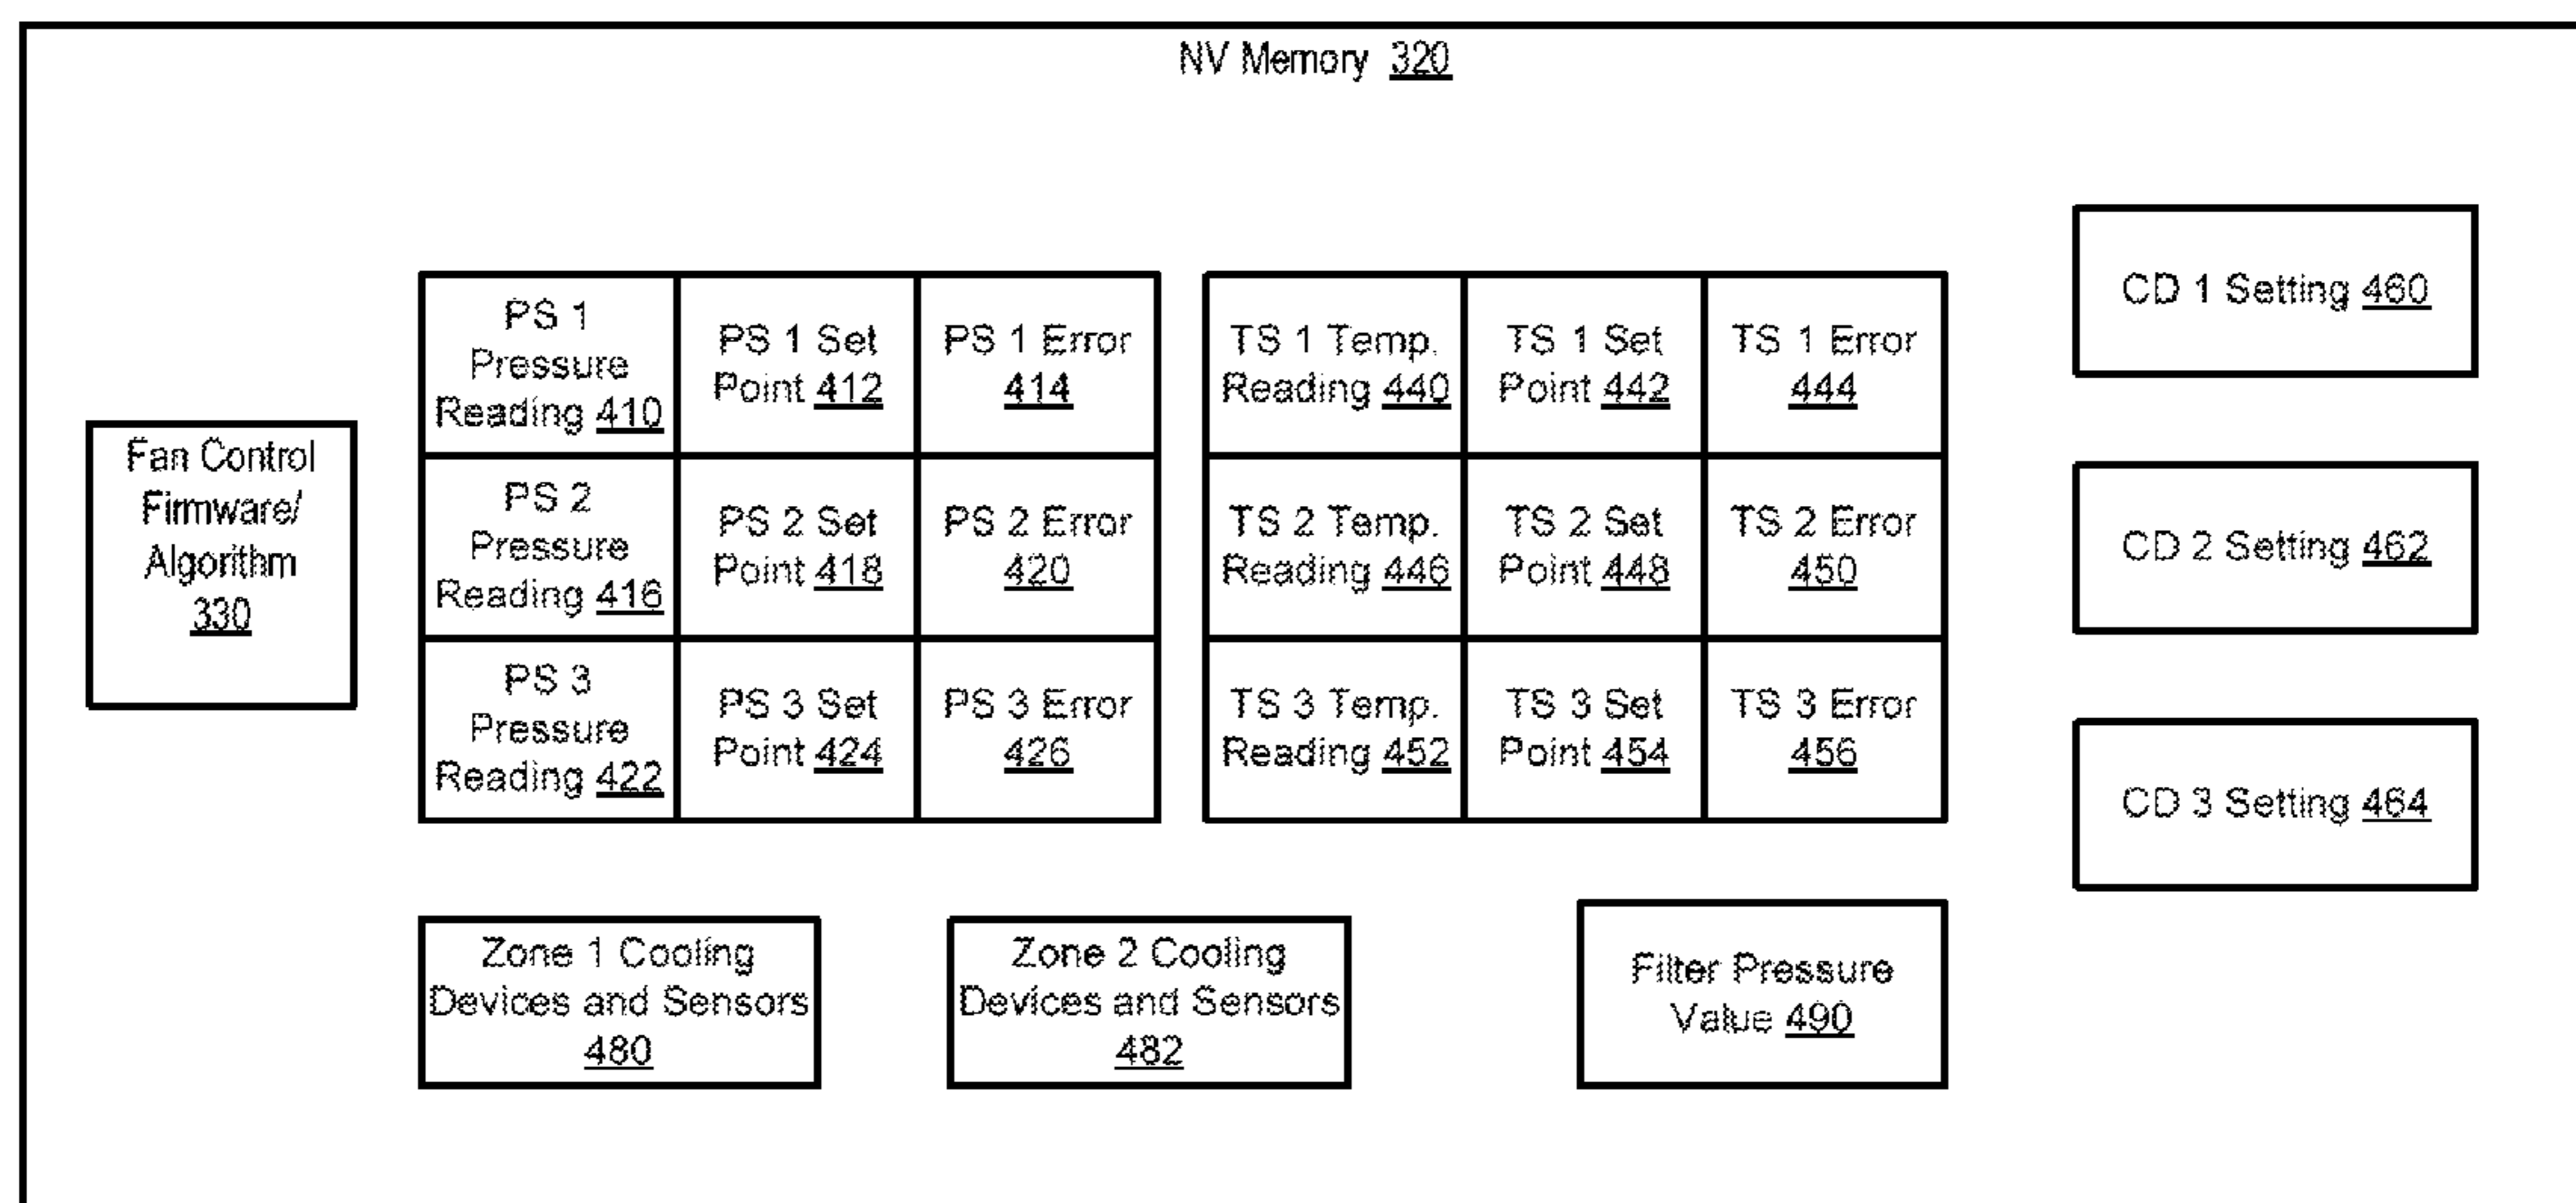 NV Memory 320
Fan Control
Firmware/
Algorithm
330
PS 1
Pressure
Reading 410
PS 1 Set
Point 412
PS 1 Error
414
PS 2
Pressure
Reading 416
PS 2 Set
Point 418
PS 2 Error
420
PS 3
Pressure
Reading 422
PS 3 Set
Point 424
PS 3 Error
426
TS 1 Temp.
Reading 440
TS 1 Set
Point 442
TS 1 Error
444
TS 2 Temp.
Reading 446
TS 2 Set
Point 448
TS 2 Error
450
TS 3 Temp.
Reading 452
TS 3 Set
Point 454
TS 3 Error
456
CD 1 Setting 460
CD 2 Setting 462
CD 3 Setting 464
Zone 1 Cooling
Devices and Sensors
480
Zone 2 Cooling
Devices and Sensors
482
Filter Pressure
Value 490